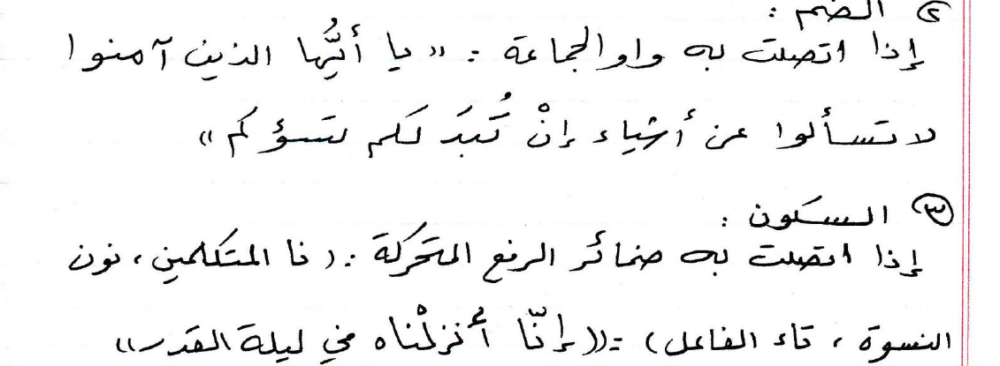 ② الضم :
إذا اتصلت به واو الجماعة : « يا أيُّها الذين آمنوا
لا تسألوا عن أشياء إنْ تُبدَ لكم تسؤكم »
③ السكون :
إذا اتصلت به ضمائر الرفع المتحركة : ( نا المتكلمين ، نون
النسوة ، تاء الفاعل ) : (( إنّا أنزلْناه في ليلة القدر ))